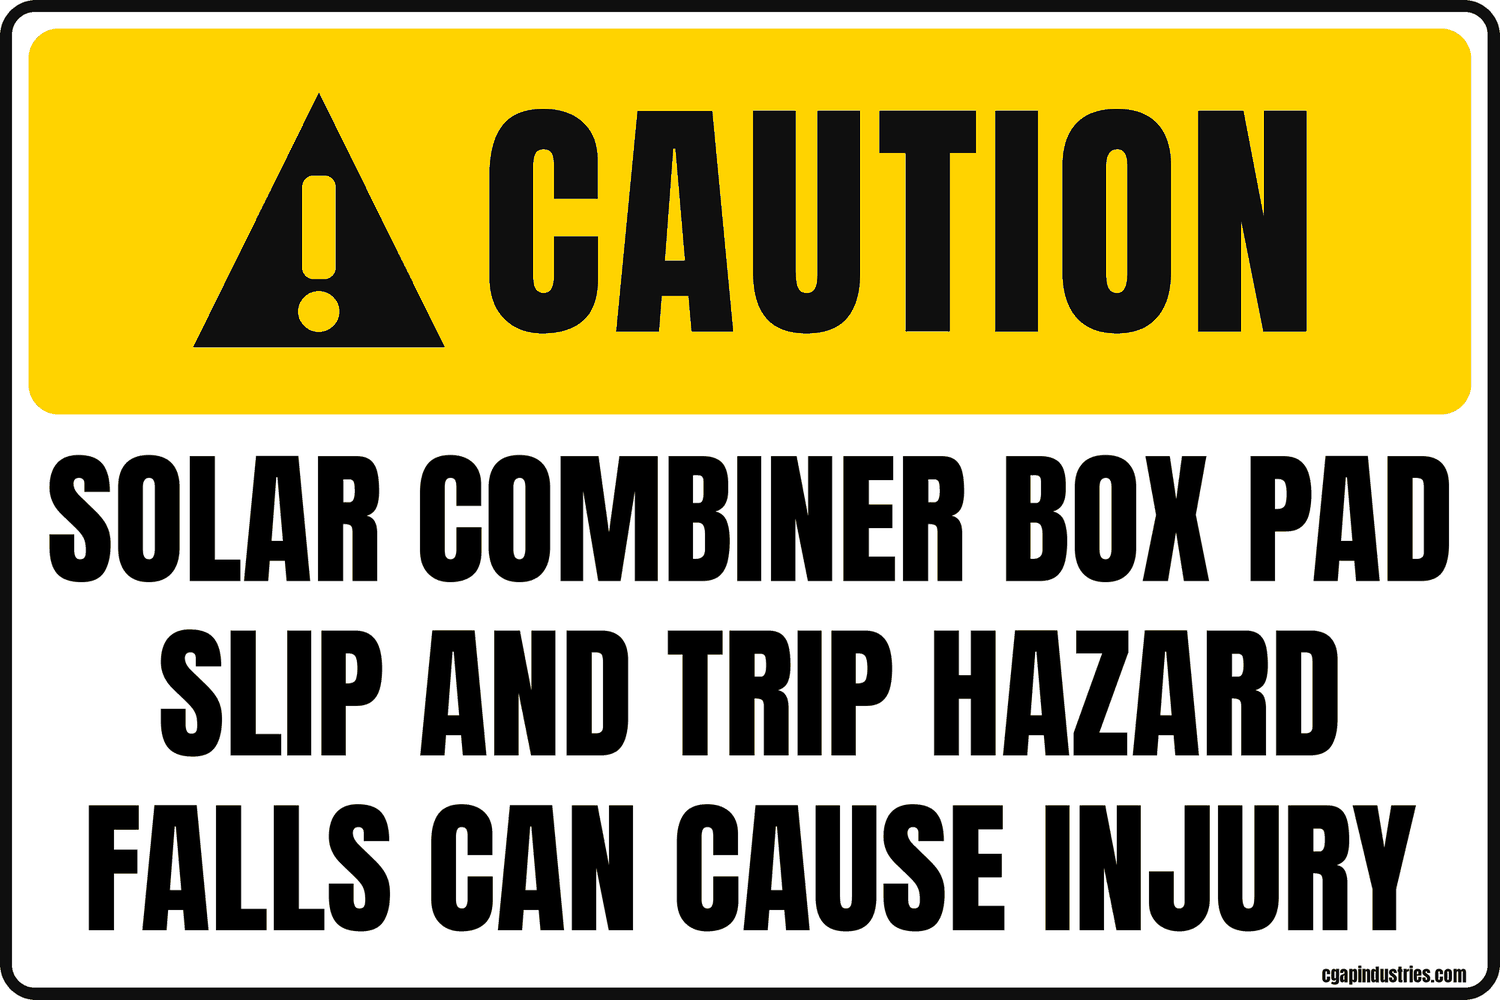 CAUTION
SOLAR COMBINER BOX PAD
SLIP AND TRIP HAZARD
FALLS CAN CAUSE INJURY
cgapindustries.com